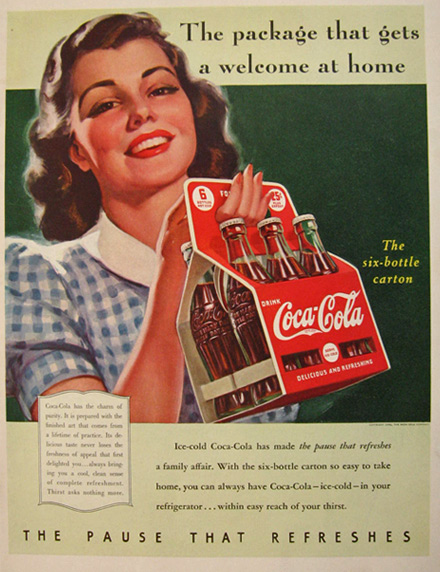 The package that gets
a welcome at home
6
BOTTLES
FOR
25¢
The
six-bottle
carton
DRINK
Coca-Cola
DELICIOUS AND REFRESHING
Coca-Cola has the charm of
purity. It is prepared with the
finished art that comes from
a lifetime of practice. Its de-
licious taste never loses the
freshness of appeal that first
delighted you...always bring-
ing you a cool, clean sense
of complete refreshment.
Thirst asks nothing more.
Ice-cold Coca-Cola has made the pause that refreshes
a family affair. With the six-bottle carton so easy to take
home, you can always have Coca-Cola—ice-cold—in your
refrigerator...within easy reach of your thirst.
THE PAUSE THAT REFRESHES